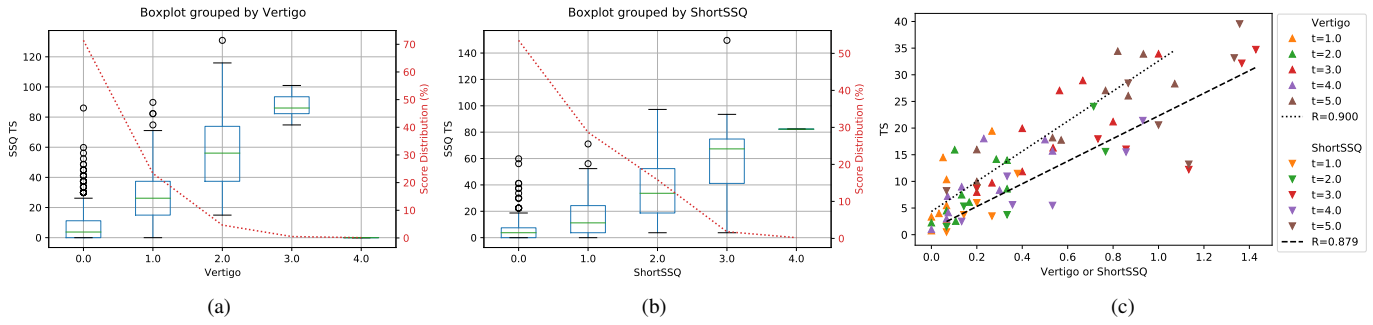 Boxplot grouped by Vertigo
SSQ TS
120
100
80
60
40
20
0
0.0 1.0 2.0 3.0 4.0
Vertigo
70
60
50
40
30
20
10
0
Score Distribution (%)
(a)
Boxplot grouped by ShortSSQ
SSQ TS
140
120
100
80
60
40
20
0
0.0 1.0 2.0 3.0 4.0
ShortSSQ
50
40
30
20
10
0
Score Distribution (%)
(b)
TS
40
35
30
25
20
15
10
5
0
0.0 0.2 0.4 0.6 0.8 1.0 1.2 1.4
Vertigo or ShortSSQ
Vertigo
t=1.0
t=2.0
t=3.0
t=4.0
t=5.0
R=0.900
ShortSSQ
t=1.0
t=2.0
t=3.0
t=4.0
t=5.0
R=0.879
(c)